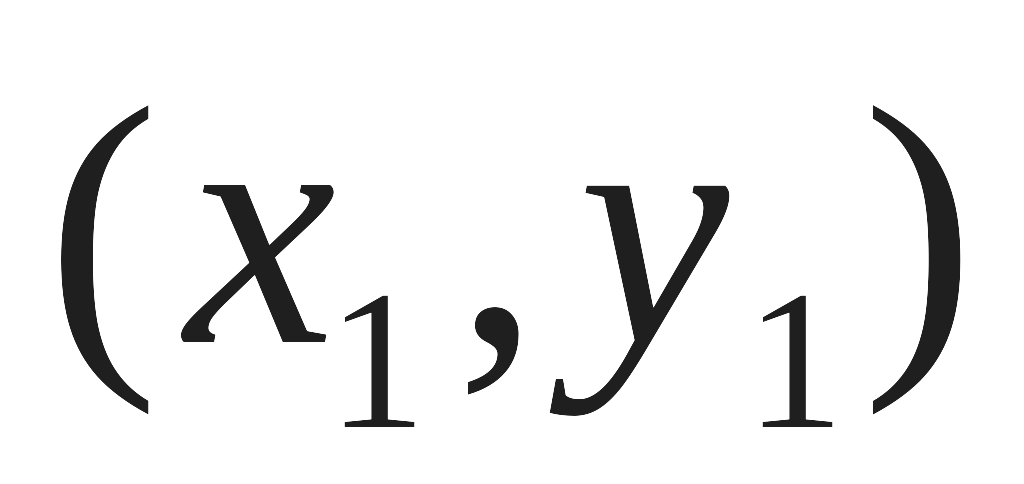 (x₁, y₁)